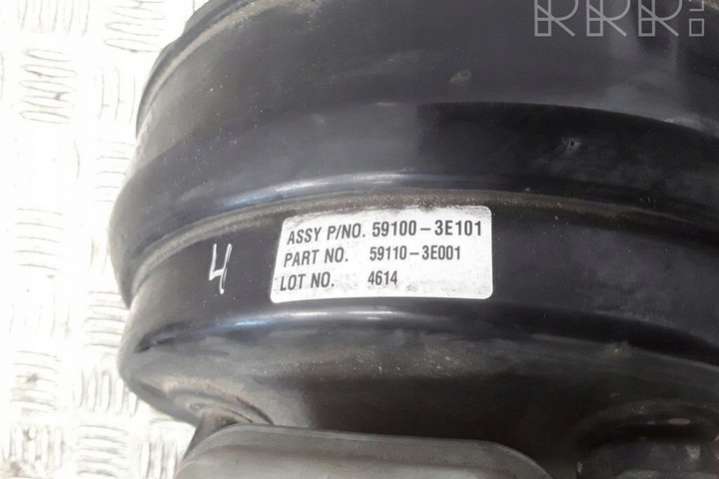 RRR
ASSY P/NO. 59100-3E101
PART NO. 59110-3E001
LOT NO. 4614
4